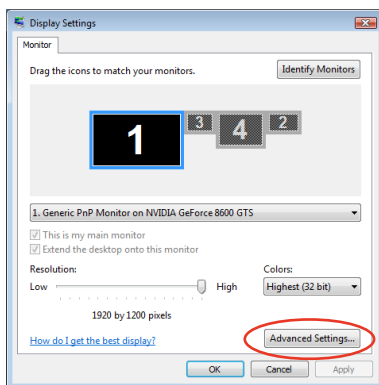 Display Settings
Monitor
Drag the icons to match your monitors.
Identify Monitors
1
3
4
2
1. Generic PnP Monitor on NVIDIA GeForce 8600 GTS
This is my main monitor
Extend the desktop onto this monitor
Resolution:
Colors:
Low
High
Highest (32 bit)
1920 by 1200 pixels
How do I get the best display?
Advanced Settings...
OK
Cancel
Apply